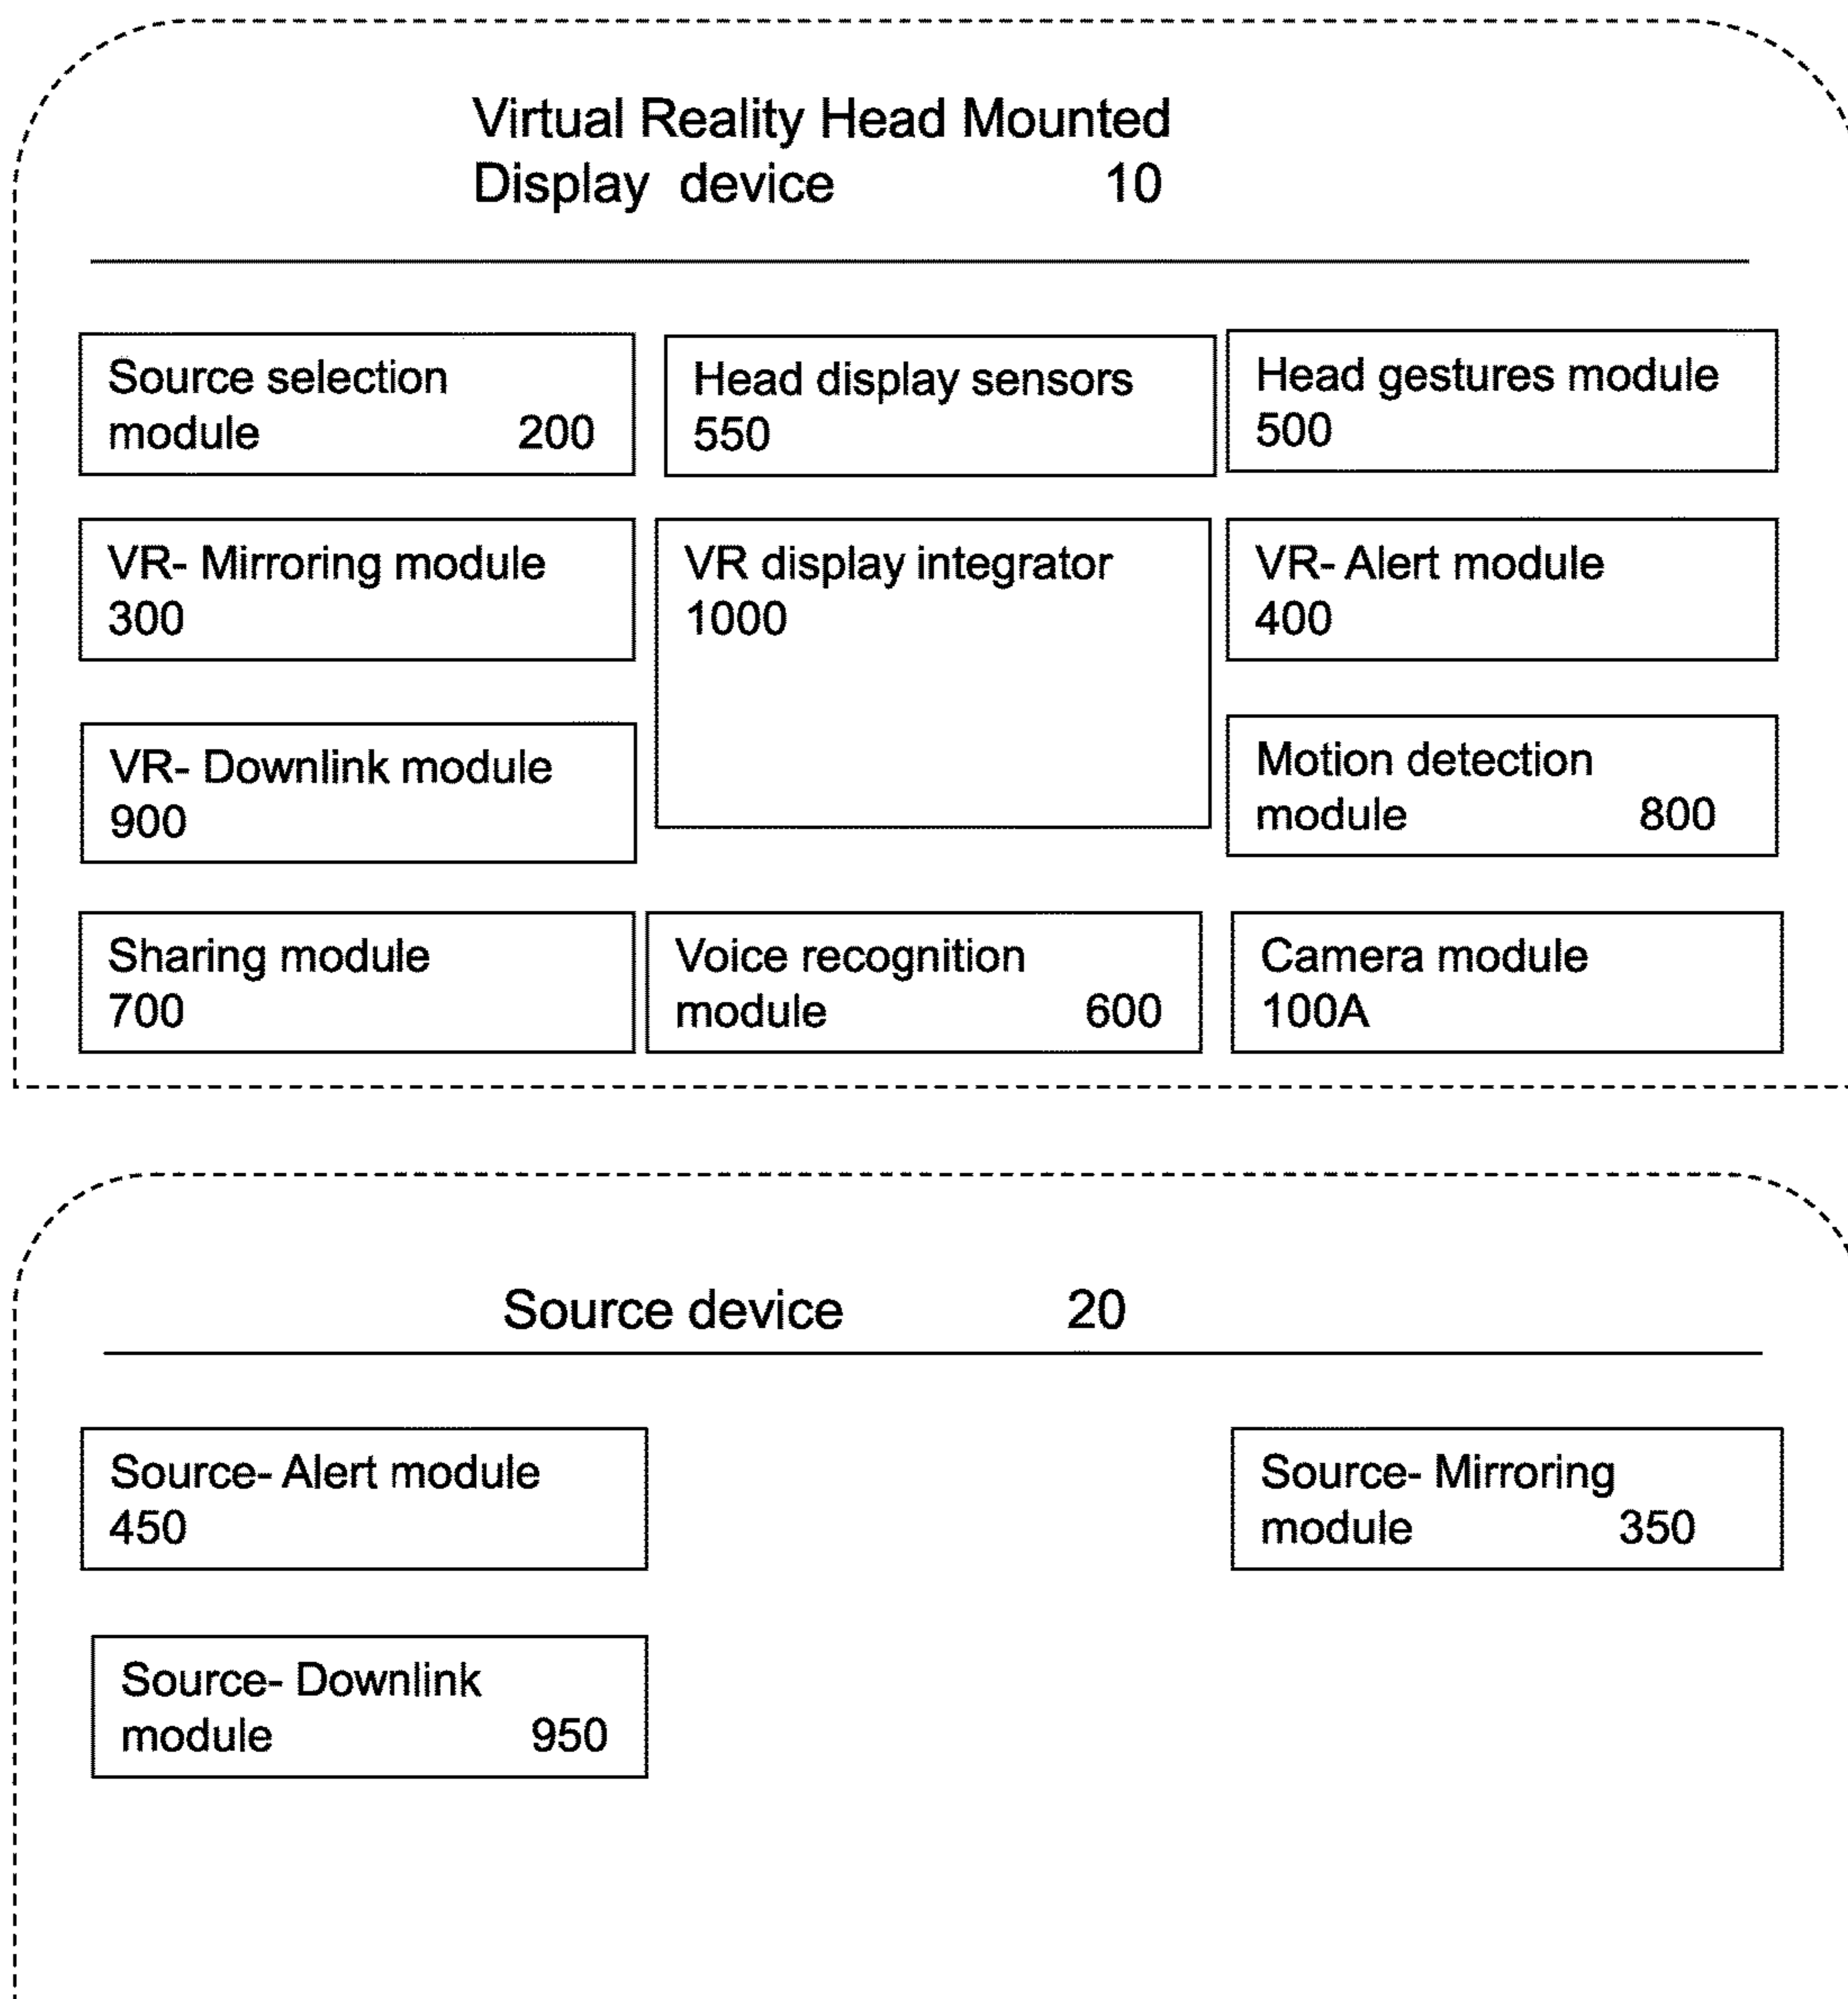 Virtual Reality Head Mounted
Display device 10
Source selection
module 200
Head display sensors
550
Head gestures module
500
VR- Mirroring module
300
VR display integrator
1000
VR- Alert module
400
VR- Downlink module
900
Motion detection
module 800
Sharing module
700
Voice recognition
module 600
Camera module
100A
Source device 20
Source- Alert module
450
Source- Mirroring
module 350
Source- Downlink
module 950